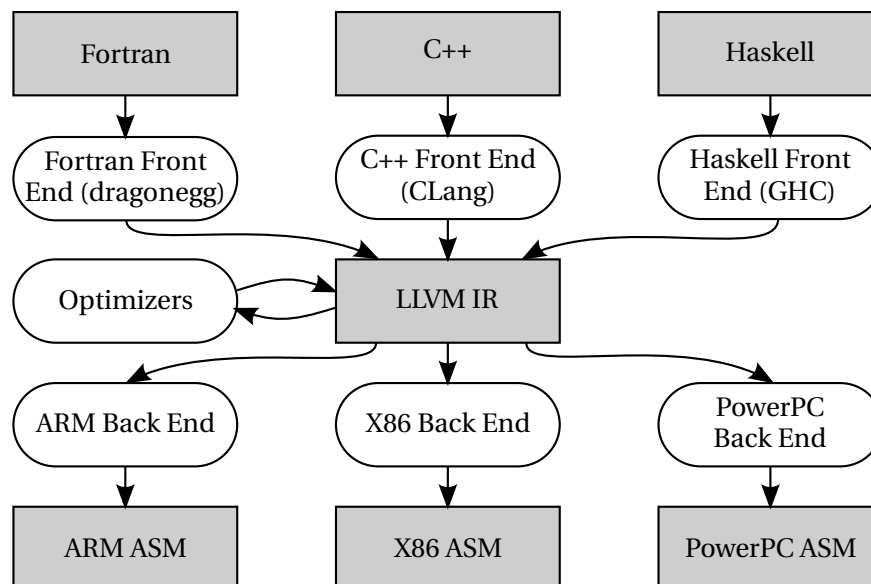 Fortran
C++
Haskell
Fortran Front
End (dragonegg)
C++ Front End
(CLang)
Haskell Front
End (GHC)
Optimizers
LLVM IR
ARM Back End
X86 Back End
PowerPC
Back End
ARM ASM
X86 ASM
PowerPC ASM